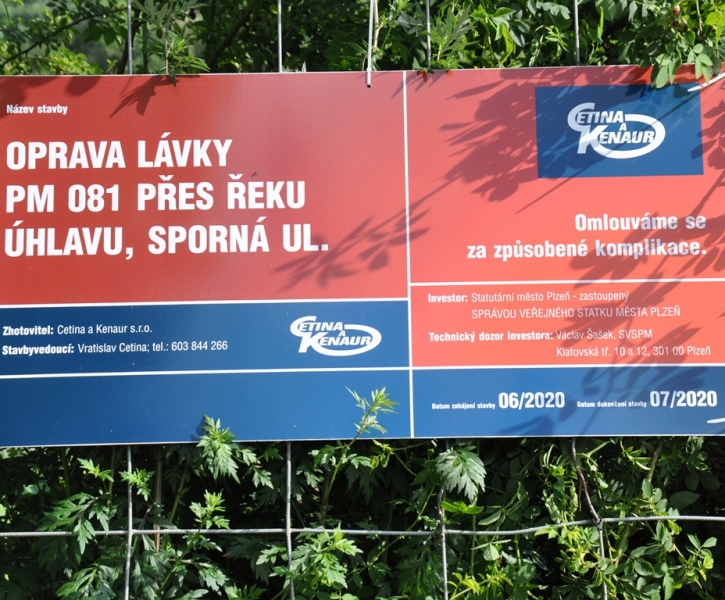 Název stavby
OPRAVA LÁVKY
PM 081 PŘES ŘEKU
ÚHLAVU, SPORNÁ UL.
Zhotovitel: Cetina a Kenaur s.r.o.
Stavbyvedoucí: Vratislav Cetina; tel.: 603 844 266
CETINA
A
KENAUR
CETINA
A
KENAUR
Omlouváme se
za způsobené komplikace.
Investor: Statutární město Plzeň - zastoupený
SPRÁVOU VEŘEJNÉHO STATKU MĚSTA PLZEŇ
Technický dozor investora: Václav Šašek, SVSPM
Klatovská tř. 10 a 12, 301 00 Plzeň
Datum zahájení stavby 06/2020 Datum dokončení stavby 07/2020